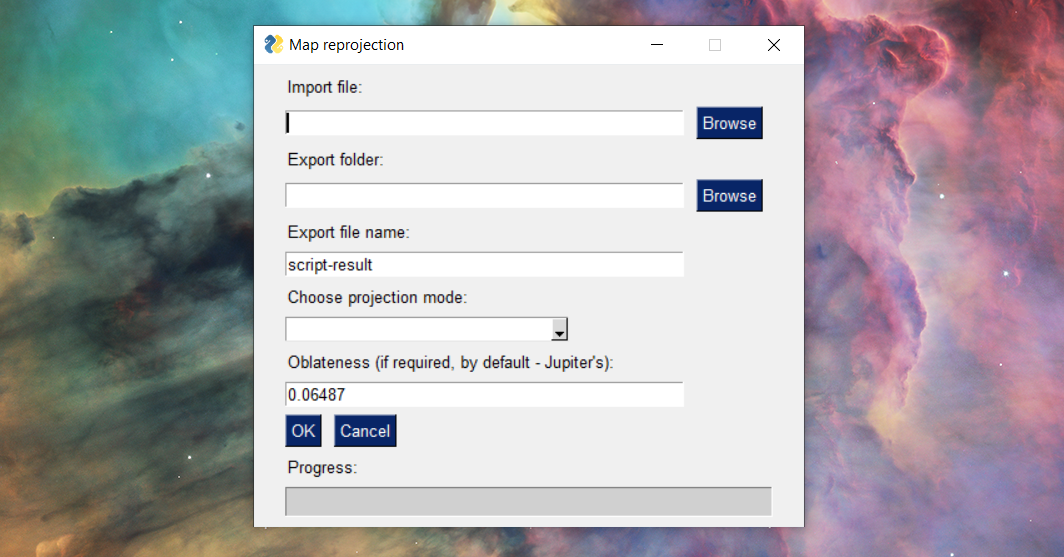 Map reprojection
Import file:
Browse
Export folder:
Browse
Export file name:
script-result
Choose projection mode:
Oblateness (if required, by default - Jupiter's):
0.06487
OK Cancel
Progress: